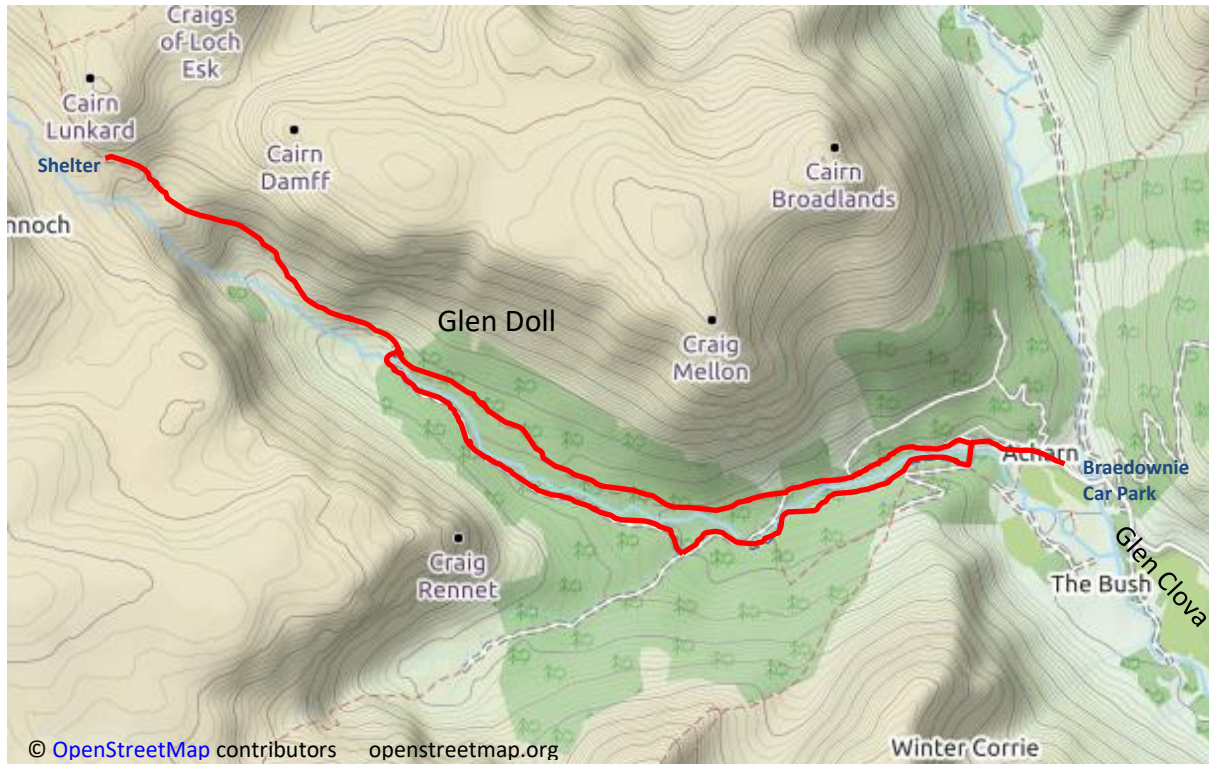 Craigs
of Loch
Esk
Cairn
Lunkard
Shelter
Cairn
Damff
Cairn
Broadlands
nnoch
Glen Doll
Craig
Mellon
Acharn
Braedownie
Car Park
Craig
Rennet
Glen Clova
The Bush
Winter Corrie
© OpenStreetMap contributors openstreetmap.org